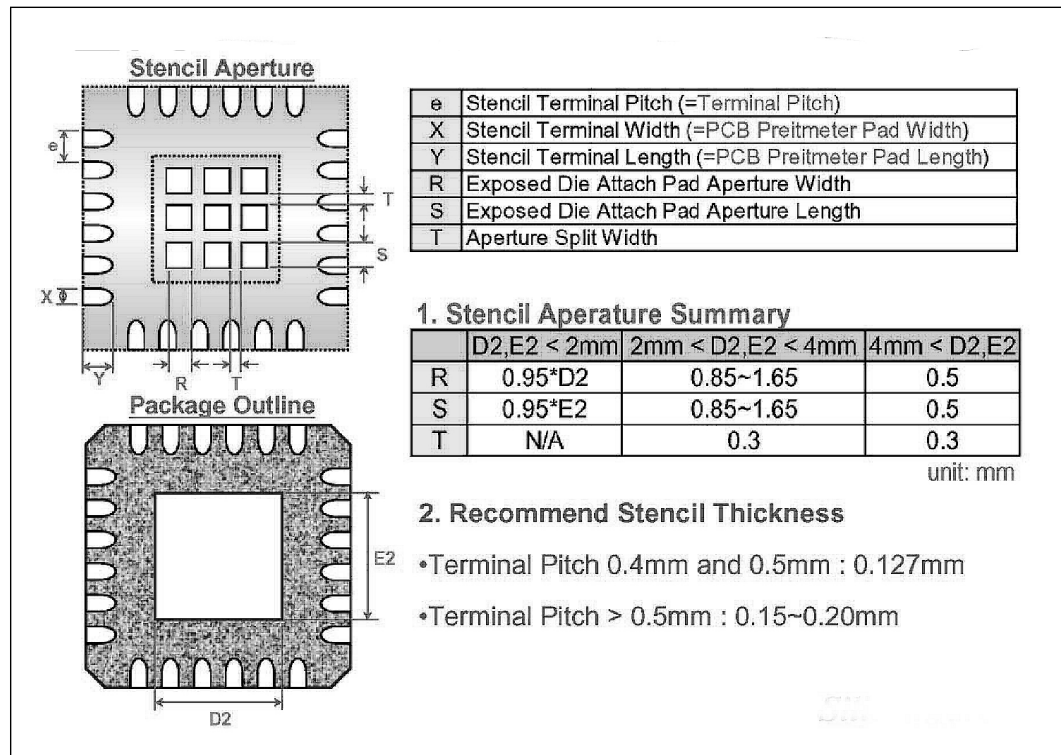 Stencil Aperture
e
T
S
X
Y
R
T
Package Outline
E2
D2
e Stencil Terminal Pitch (=Terminal Pitch)
X Stencil Terminal Width (=PCB Preitmeter Pad Width)
Y Stencil Terminal Length (=PCB Preitmeter Pad Length)
R Exposed Die Attach Pad Aperture Width
S Exposed Die Attach Pad Aperture Length
T Aperture Split Width
1. Stencil Aperature Summary
D2,E2 < 2mm 2mm < D2,E2 < 4mm 4mm < D2,E2
R 0.95*D2 0.85~1.65 0.5
S 0.95*E2 0.85~1.65 0.5
T N/A 0.3 0.3
unit: mm
2. Recommend Stencil Thickness
•Terminal Pitch 0.4mm and 0.5mm : 0.127mm
•Terminal Pitch > 0.5mm : 0.15~0.20mm